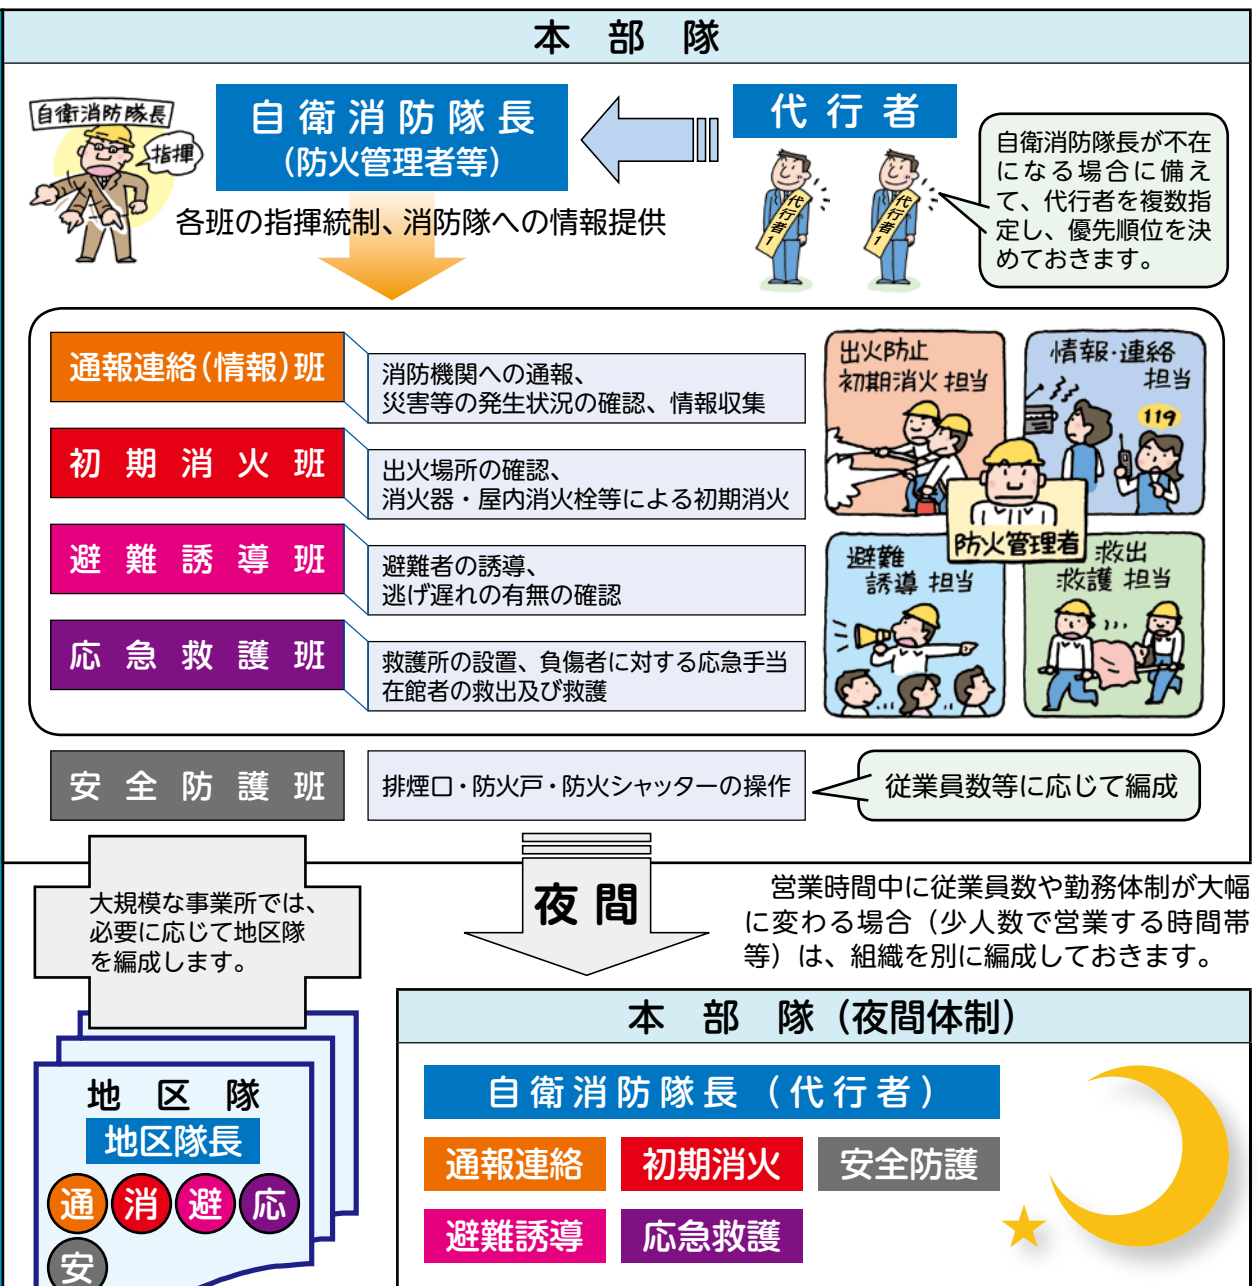 本部隊
自衛消防隊長
指揮
自衛消防隊長
(防火管理者等)
代行者
代行者1
代行者1
自衛消防隊長が不在
になる場合に備え
て、代行者を複数指
定し、優先順位を決
めておきます。
各班の指揮統制、消防隊への情報提供
通報連絡(情報)班
消防機関への通報、
災害等の発生状況の確認、情報収集
初期消火班
出火場所の確認、
消火器・屋内消火栓等による初期消火
避難誘導班
避難者の誘導、
逃げ遅れの有無の確認
応急救護班
救護所の設置、負傷者に対する応急手当
在館者の救出及び救護
出火防止
初期消火担当
情報・連絡
担当
119
防火管理者
避難
誘導担当
救出
救護担当
安全防護班
排煙口・防火戸・防火シャッターの操作
従業員数等に応じて編成
大規模な事業所では、
必要に応じて地区隊
を編成します。
夜間
営業時間中に従業員数や勤務体制が大幅
に変わる場合（少人数で営業する時間帯
等）は、組織を別に編成しておきます。
地区隊
地区隊長
通 消 避 応
安
本部隊（夜間体制）
自衛消防隊長（代行者）
通報連絡 初期消火 安全防護
避難誘導 応急救護